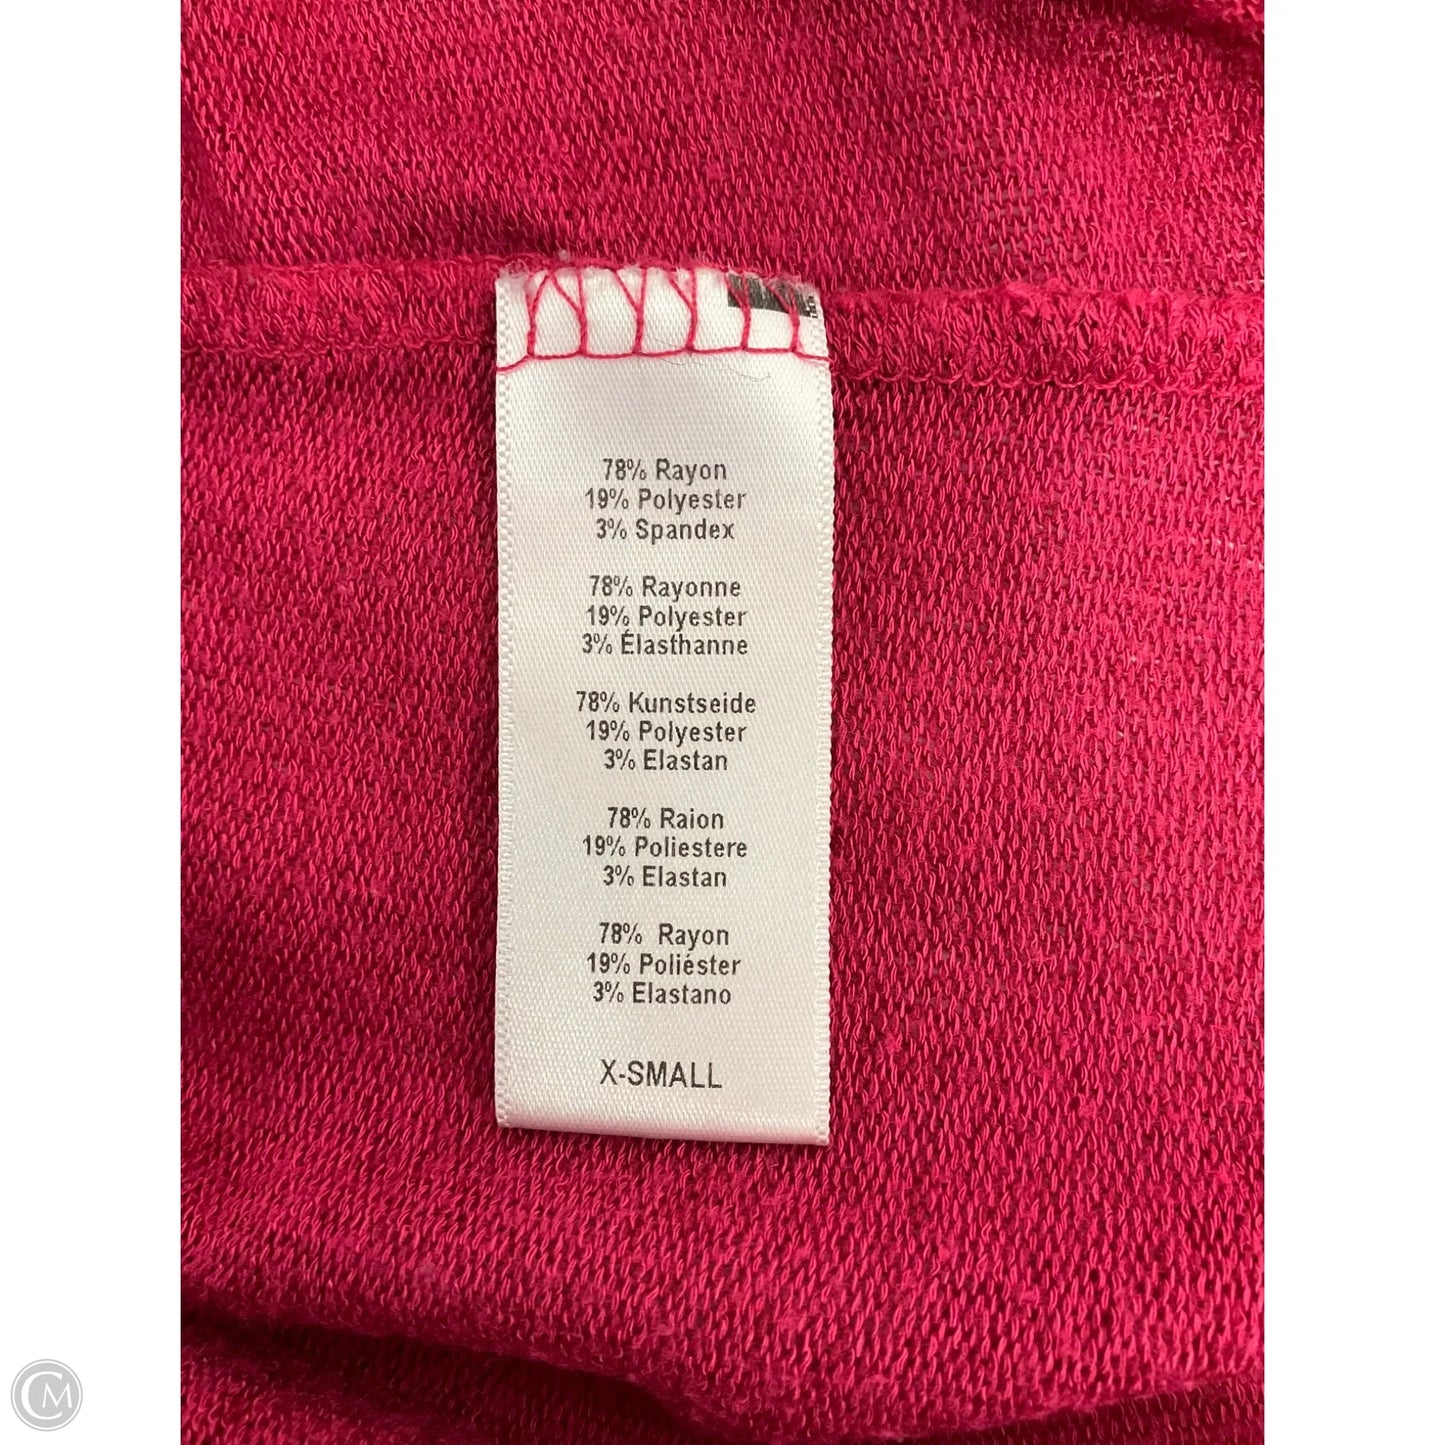 78% Rayon
19% Polyester
3% Spandex
78% Rayonne
19% Polyester
3% Élasthanne
78% Kunstseide
19% Polyester
3% Elastan
78% Raion
19% Poliestere
3% Elastan
78% Rayon
19% Poliéster
3% Elastano
X-SMALL
CM